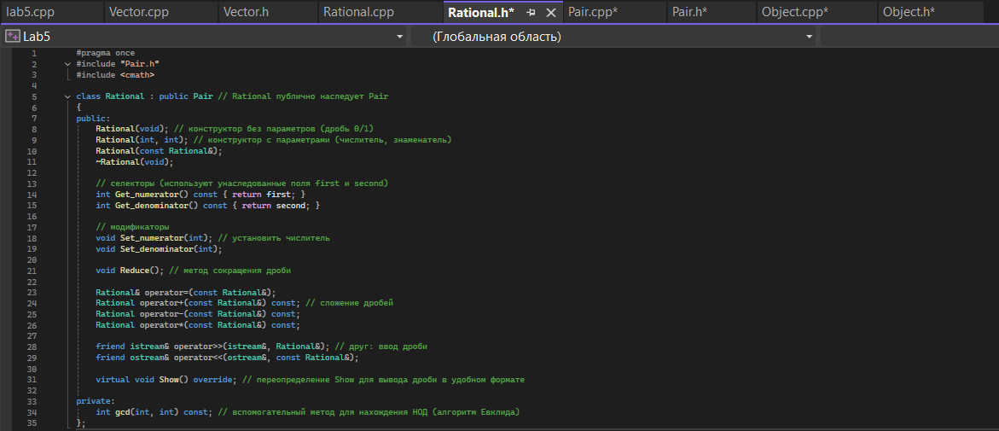 lab5.cpp Vector.cpp Vector.h Rational.cpp Rational.h* Pair.cpp* Pair.h* Object.cpp* Object.h*
Lab5 (Глобальная область)
1 #pragma once
2 #include "Pair.h"
3 #include <cmath>
4
5 class Rational : public Pair // Rational публично наследует Pair
6 {
7 public:
8 Rational(void); // конструктор без параметров (дробь 0/1)
9 Rational(int, int); // конструктор с параметрами (числитель, знаменатель)
10 Rational(const Rational&);
11 ~Rational(void);
12
13 // селекторы (используют унаследованные поля first и second)
14 int Get_numerator() const { return first; }
15 int Get_denominator() const { return second; }
16
17 // модификаторы
18 void Set_numerator(int); // установить числитель
19 void Set_denominator(int);
20
21 void Reduce(); // метод сокращения дроби
22
23 Rational& operator=(const Rational&);
24 Rational operator+(const Rational&) const; // сложение дробей
25 Rational operator-(const Rational&) const;
26 Rational operator*(const Rational&) const;
27
28 friend istream& operator>>(istream&, Rational&); // друг: ввод дроби
29 friend ostream& operator<<(ostream&, const Rational&);
30
31 virtual void Show() override; // переопределение Show для вывода дроби в удобном формате
32
33 private:
34 int gcd(int, int) const; // вспомогательный метод для нахождения НОД (алгоритм Евклида)
35 };